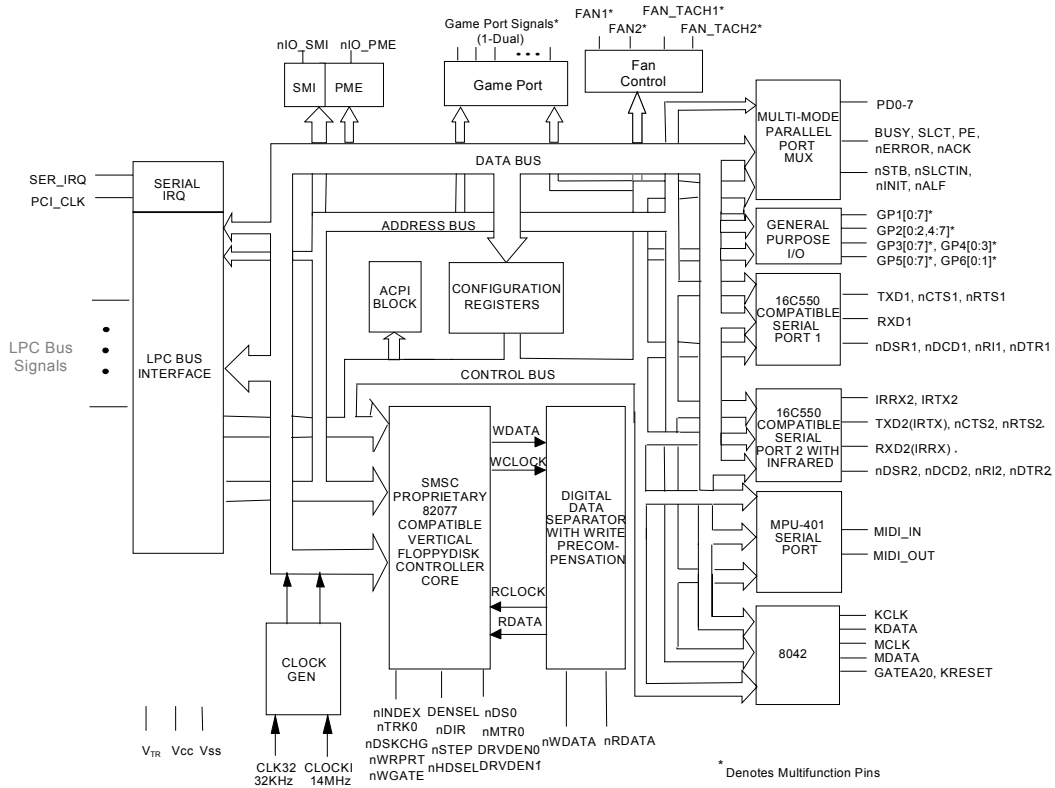 FAN1*
FAN_TACH1*
Game Port Signals*
(1-Dual)
FAN2*
FAN_TACH2*
nIO_SMI
nIO_PME
SMI
PME
Game Port
Fan
Control
MULTI-MODE
PARALLEL
PORT
MUX
PD0-7
BUSY, SLCT, PE,
nERROR, nACK
nSTB, nSLCTIN,
nINIT, nALF
DATA BUS
SER_IRQ
PCI_CLK
SERIAL
IRQ
ADDRESS BUS
GENERAL
PURPOSE
I/O
GP1[0:7]*
GP2[0:2,4:7]*
GP3[0:7]*, GP4[0:3]*
GP5[0:7]*, GP6[0:1]*
ACPI
BLOCK
CONFIGURATION
REGISTERS
16C550
COMPATIBLE
SERIAL
PORT 1
TXD1, nCTS1, nRTS1
RXD1
nDSR1, nDCD1, nRI1, nDTR1
LPC Bus
Signals
LPC BUS
INTERFACE
CONTROL BUS
16C550
COMPATIBLE
SERIAL
PORT 2 WITH
INFRARED
IRRX2, IRTX2
TXD2(IRTX), nCTS2, nRTS2.
RXD2(IRRX) .
nDSR2, nDCD2, nRI2, nDTR2
SMSC
PROPRIETARY
82077
COMPATIBLE
VERTICAL
FLOPPYDISK
CONTROLLER
CORE
WDATA
WCLOCK
RCLOCK
RDATA
DIGITAL
DATA
SEPARATOR
WITH WRITE
PRECOM-
PENSATION
MPU-401
SERIAL
PORT
MIDI_IN
MIDI_OUT
8042
KCLK
KDATA
MCLK
MDATA
GATEA20, KRESET
CLOCK
GEN
VTR
Vcc
Vss
CLK32
32KHz
CLOCKI
14MHz
nINDEX
nTRK0
nDSKCHG
nWRPRT
nWGATE
DENSEL
nDIR
nSTEP
nHDSEL
nDS0
nMTR0
DRVDEN0
DRVDEN1
nWDATA
nRDATA
* Denotes Multifunction Pins